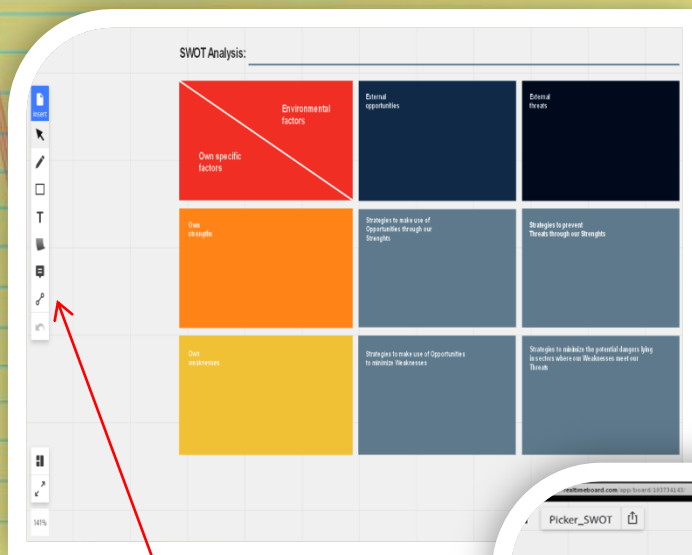 SWOT Analysis:
insert
Environmental
factors
Own specific
factors
External
opportunities
External
threats
T
Own
strengths
Strategies to make use of
Opportunities through our
Strenghts
Strategies to prevent
Threats through our Strenghts
Own
weaknesses
Strategies to make use of Opportunities
to minimize Weaknesses
Strategies to minimize the potential dangers lying
in sectors where our Weaknesses meet our
Threats
141%
Picker_SWOT